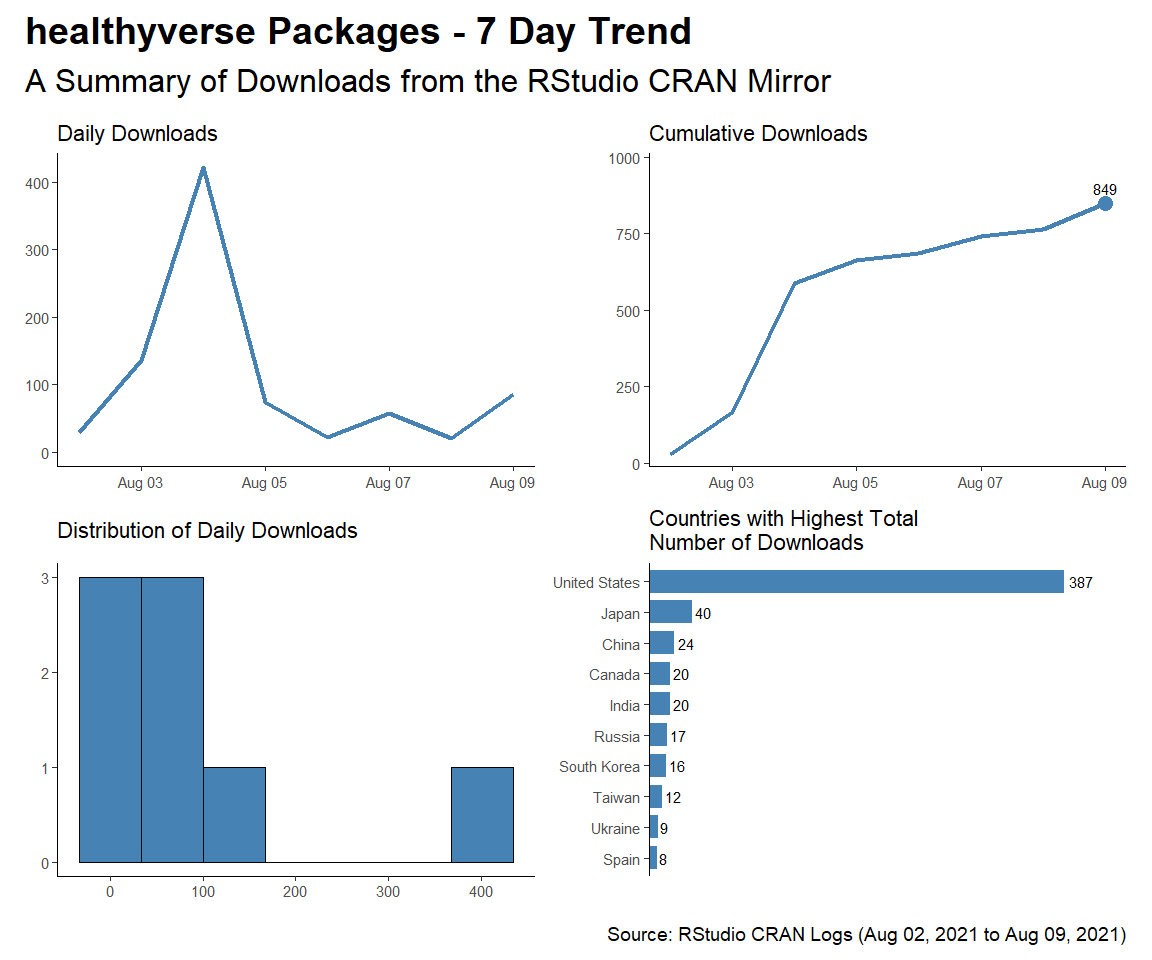 healthyverse Packages - 7 Day Trend
A Summary of Downloads from the RStudio CRAN Mirror
Daily Downloads
400
300
200
100
0
Aug 03 Aug 05 Aug 07 Aug 09
Cumulative Downloads
1000
750
500
250
0
849
Aug 03 Aug 05 Aug 07 Aug 09
Distribution of Daily Downloads
3
2
1
0
0 100 200 300 400
Countries with Highest Total
Number of Downloads
United States 387
Japan 40
China 24
Canada 20
India 20
Russia 17
South Korea 16
Taiwan 12
Ukraine 9
Spain 8
Source: RStudio CRAN Logs (Aug 02, 2021 to Aug 09, 2021)